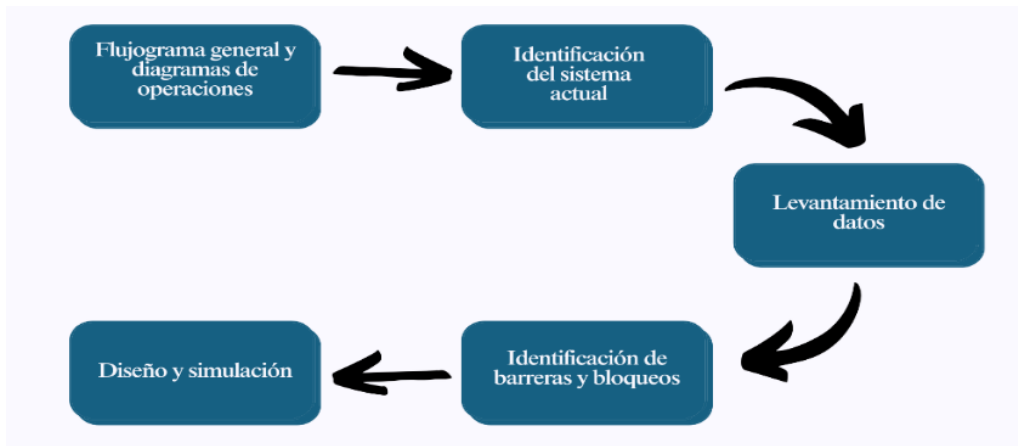 Flujograma general y
diagramas de
operaciones
Identificación
del sistema
actual
Levantamiento de
datos
Identificación de
barreras y bloqueos
Diseño y simulación